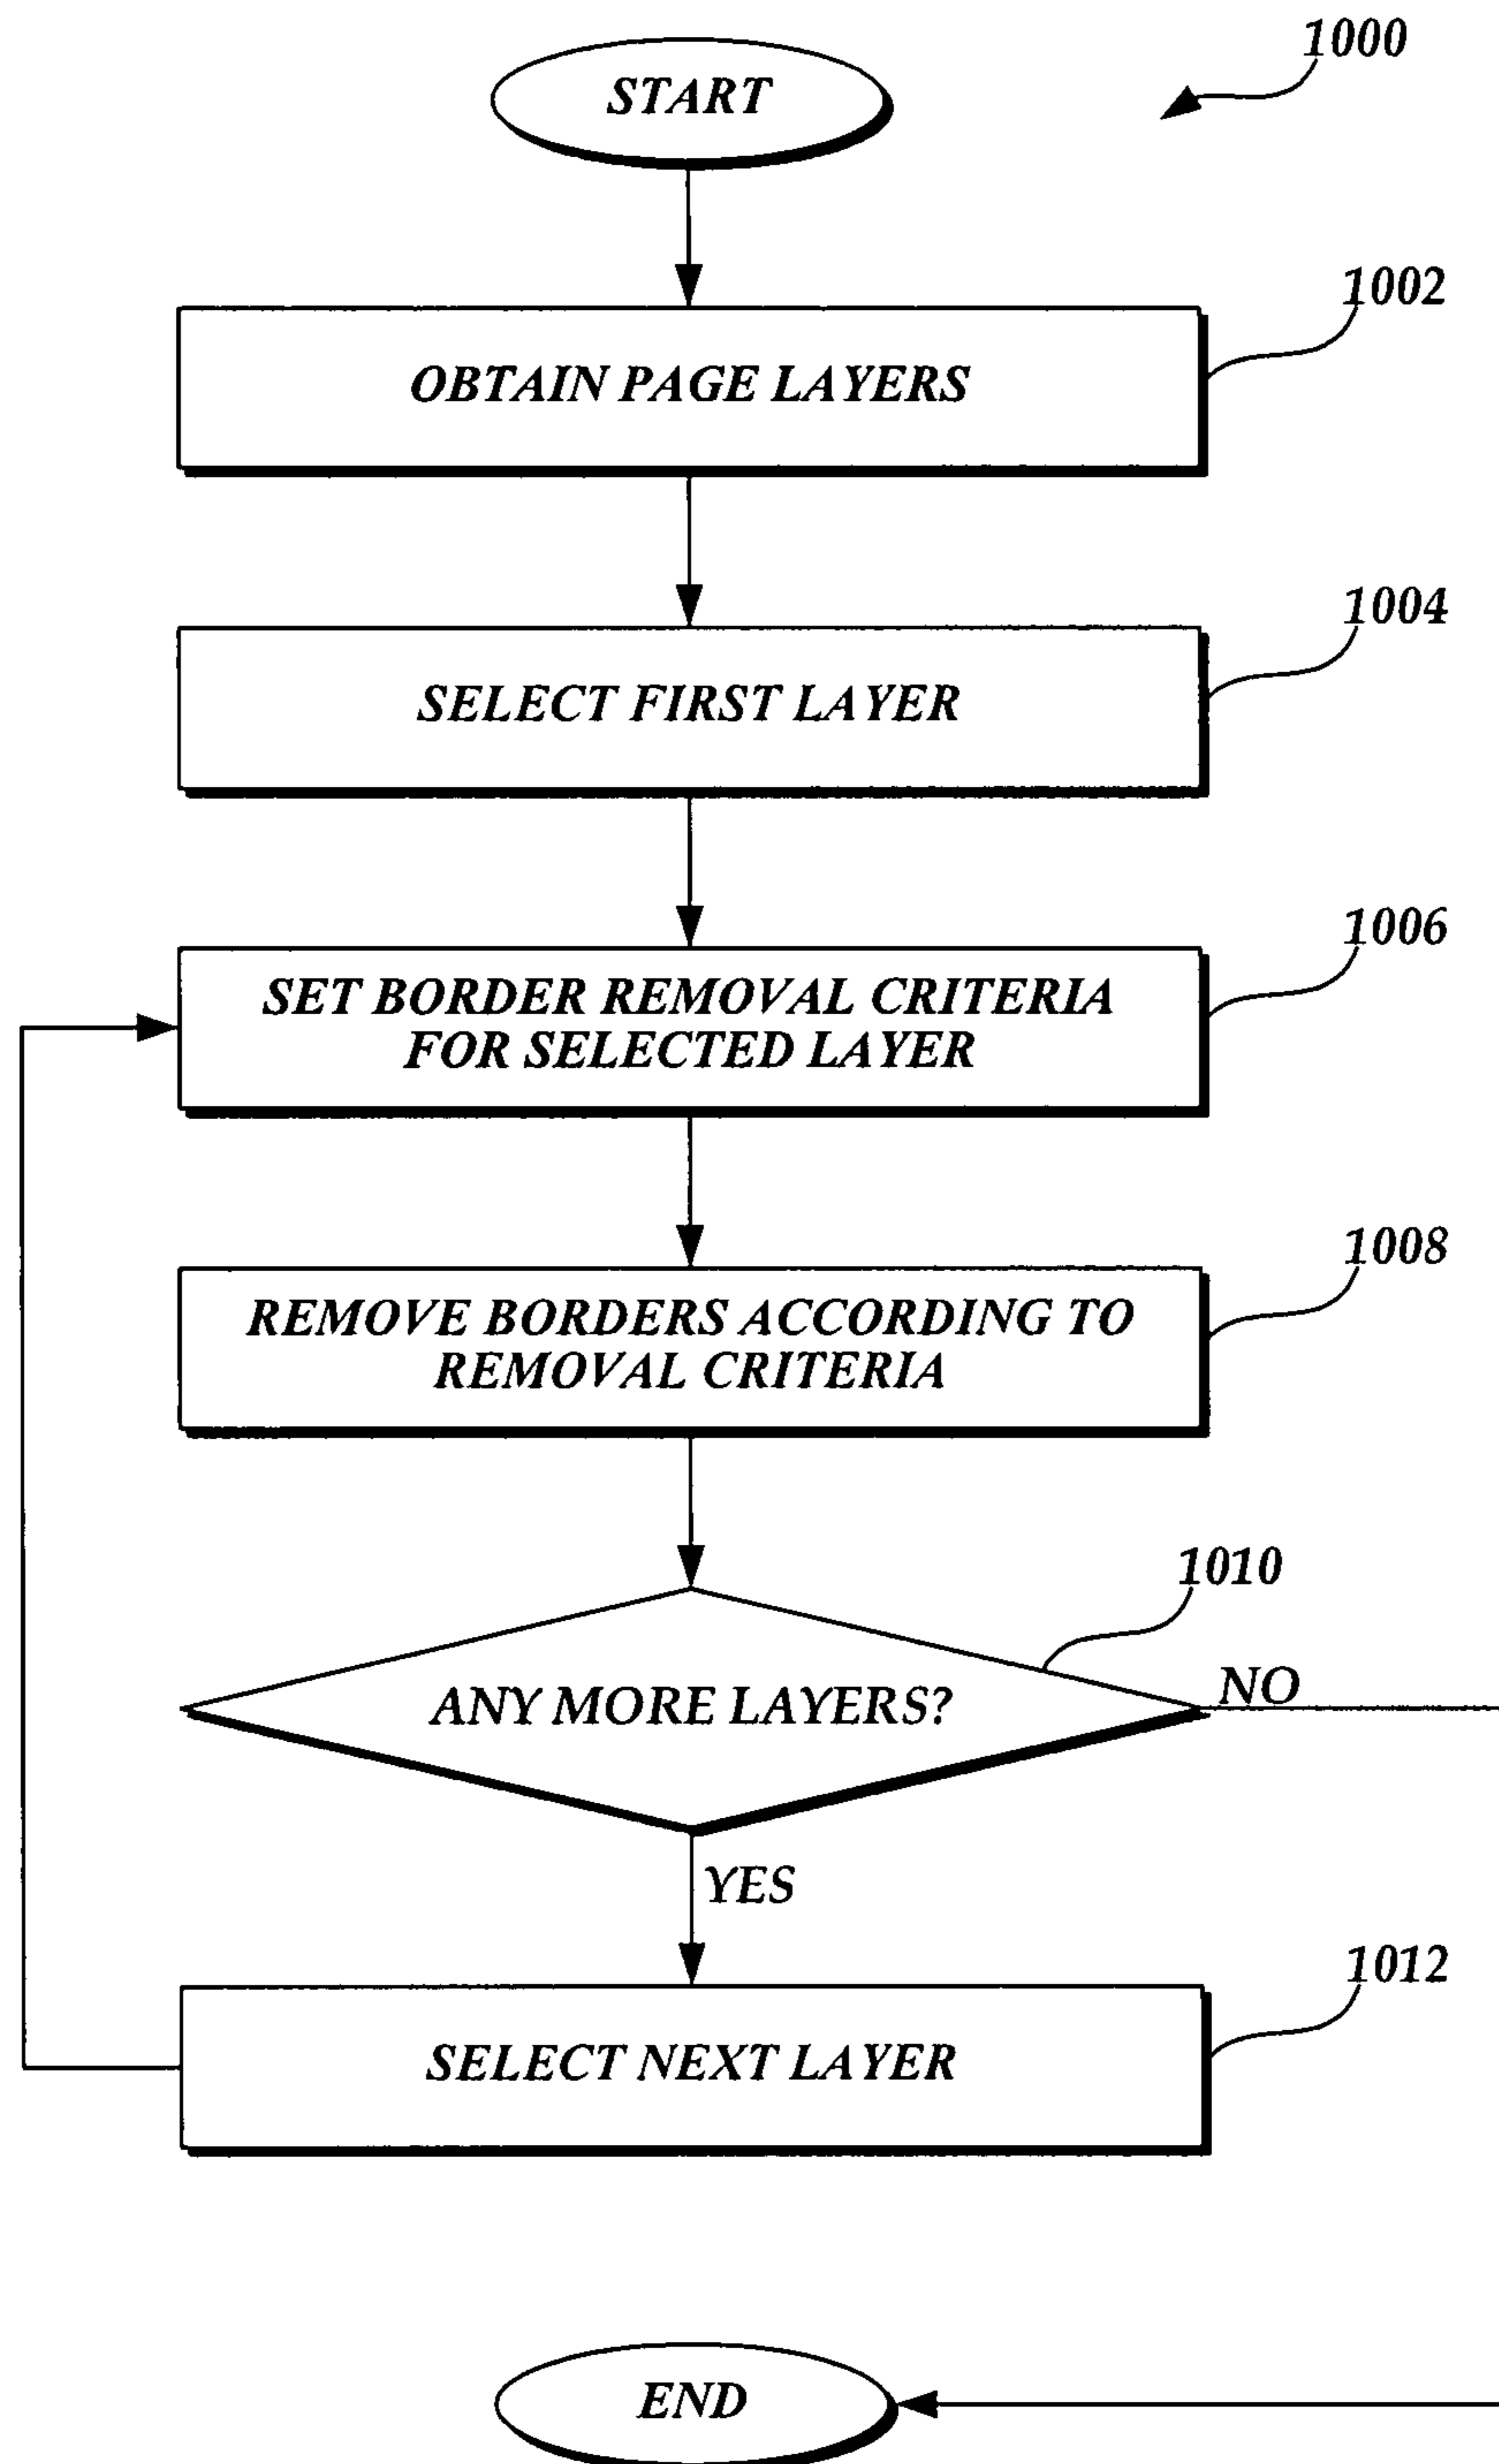 1000
START
1002
OBTAIN PAGE LAYERS
1004
SELECT FIRST LAYER
1006
SET BORDER REMOVAL CRITERIA
FOR SELECTED LAYER
1008
REMOVE BORDERS ACCORDING TO
REMOVAL CRITERIA
1010
ANY MORE LAYERS?
NO
YES
1012
SELECT NEXT LAYER
END